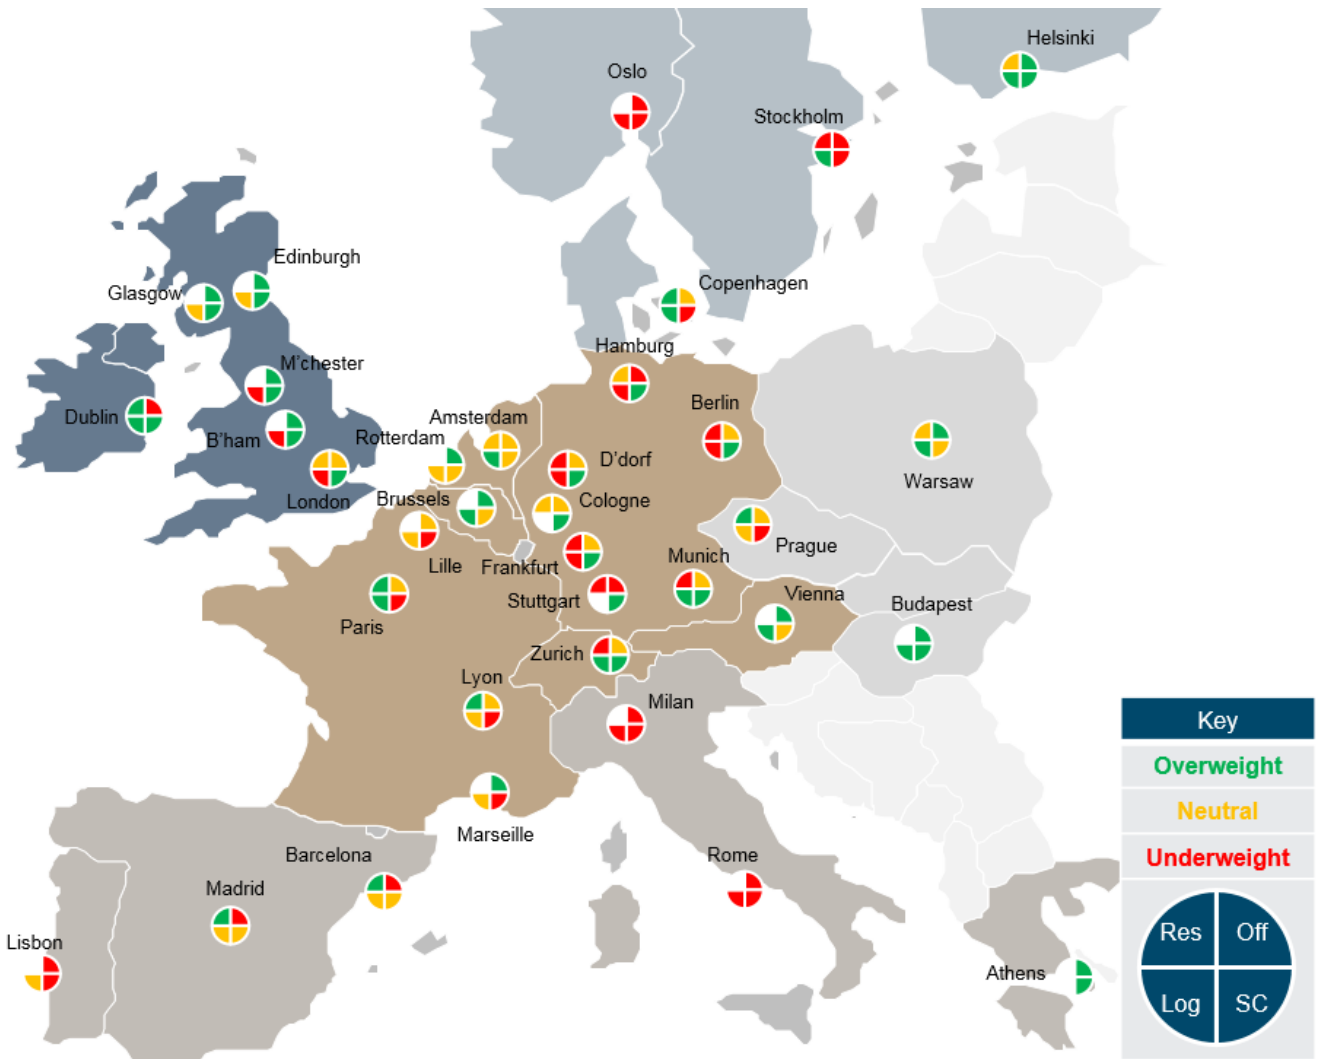 Helsinki
Oslo
Stockholm
Edinburgh
Glasgow
Copenhagen
M'chester
Hamburg
Dublin
B'ham
Rotterdam
Amsterdam
Berlin
D'dorf
London
Brussels
Cologne
Warsaw
Lille
Frankfurt
Munich
Prague
Stuttgart
Vienna
Budapest
Paris
Zurich
Lyon
Milan
Key
Overweight
Neutral
Underweight
Marseille
Barcelona
Rome
Madrid
Lisbon
Athens
Res Off
Log SC